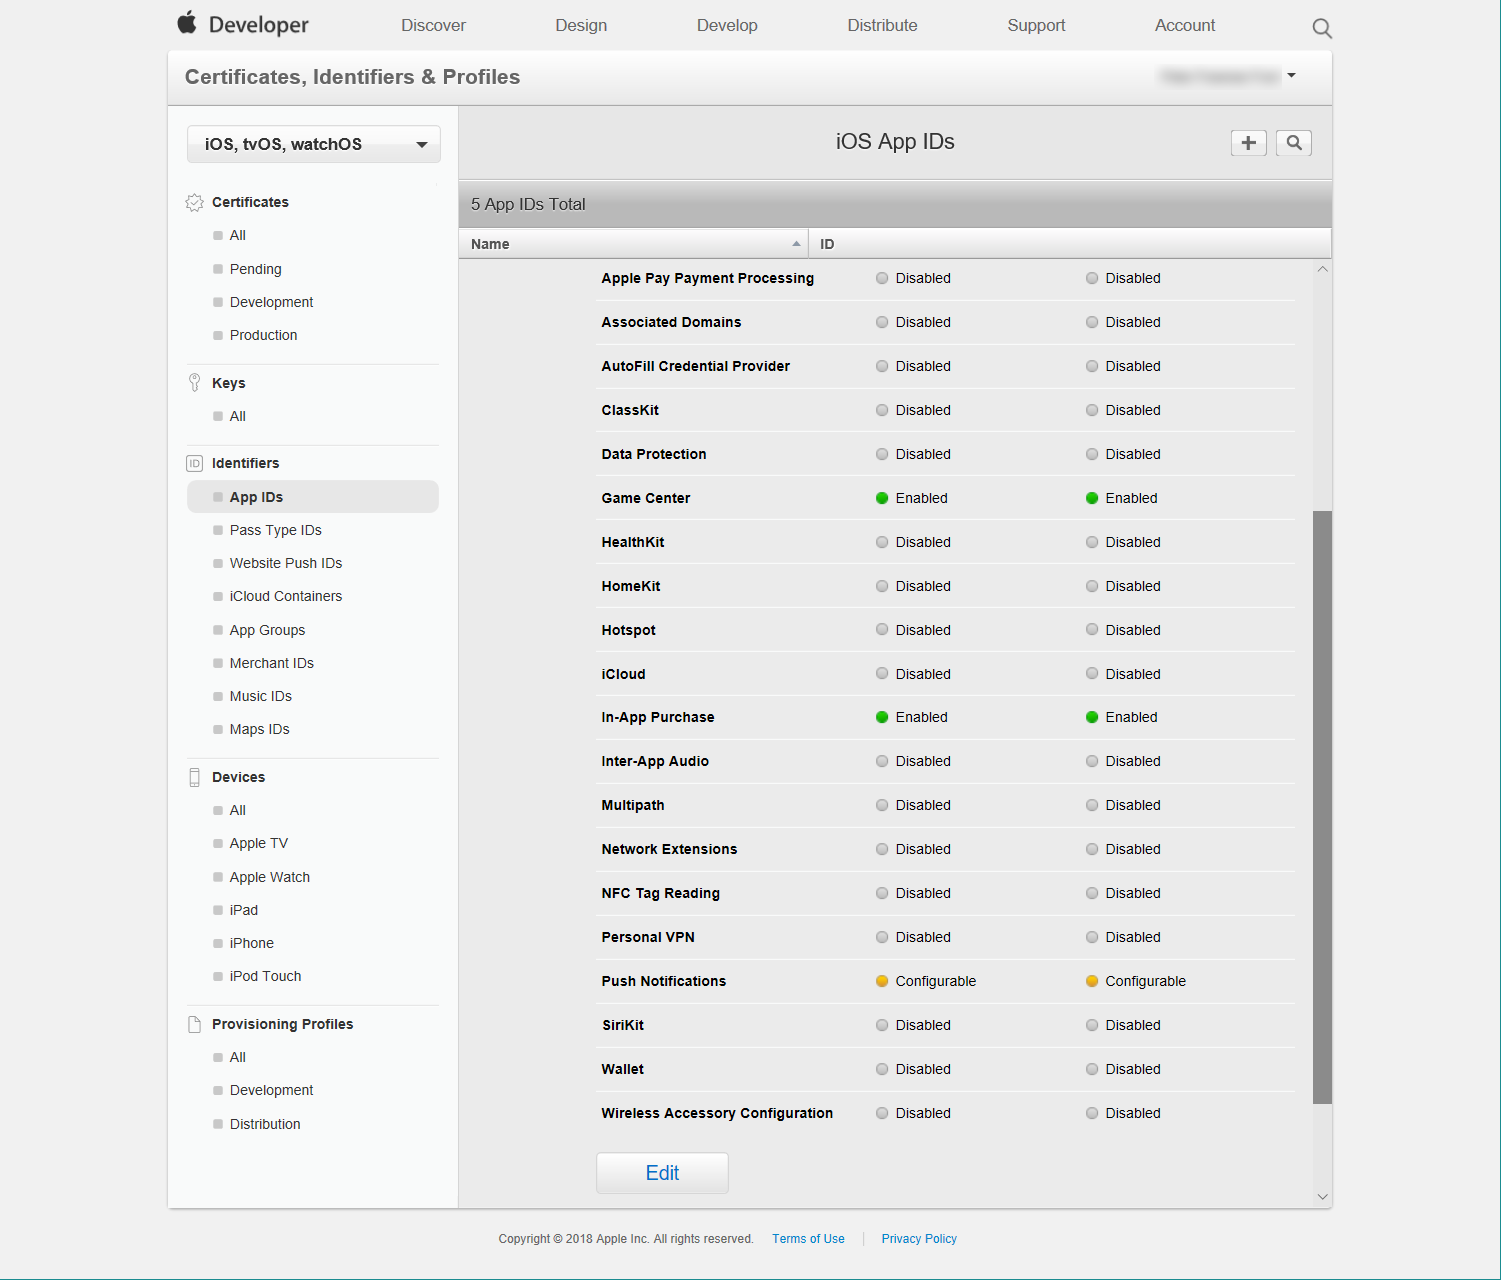 Developer Discover Design Develop Distribute Support Account
Certificates, Identifiers & Profiles
iOS, tvOS, watchOS
Certificates
All
Pending
Development
Production
Keys
All
ID Identifiers
App IDs
Pass Type IDs
Website Push IDs
iCloud Containers
App Groups
Merchant IDs
Music IDs
Maps IDs
Devices
All
Apple TV
Apple Watch
iPad
iPhone
iPod Touch
Provisioning Profiles
All
Development
Distribution
iOS App IDs
5 App IDs Total
Name ID
Apple Pay Payment Processing Disabled Disabled
Associated Domains Disabled Disabled
AutoFill Credential Provider Disabled Disabled
ClassKit Disabled Disabled
Data Protection Disabled Disabled
Game Center Enabled Enabled
HealthKit Disabled Disabled
HomeKit Disabled Disabled
Hotspot Disabled Disabled
iCloud Disabled Disabled
In-App Purchase Enabled Enabled
Inter-App Audio Disabled Disabled
Multipath Disabled Disabled
Network Extensions Disabled Disabled
NFC Tag Reading Disabled Disabled
Personal VPN Disabled Disabled
Push Notifications Configurable Configurable
SiriKit Disabled Disabled
Wallet Disabled Disabled
Wireless Accessory Configuration Disabled Disabled
Edit
Copyright © 2018 Apple Inc. All rights reserved. Terms of Use Privacy Policy